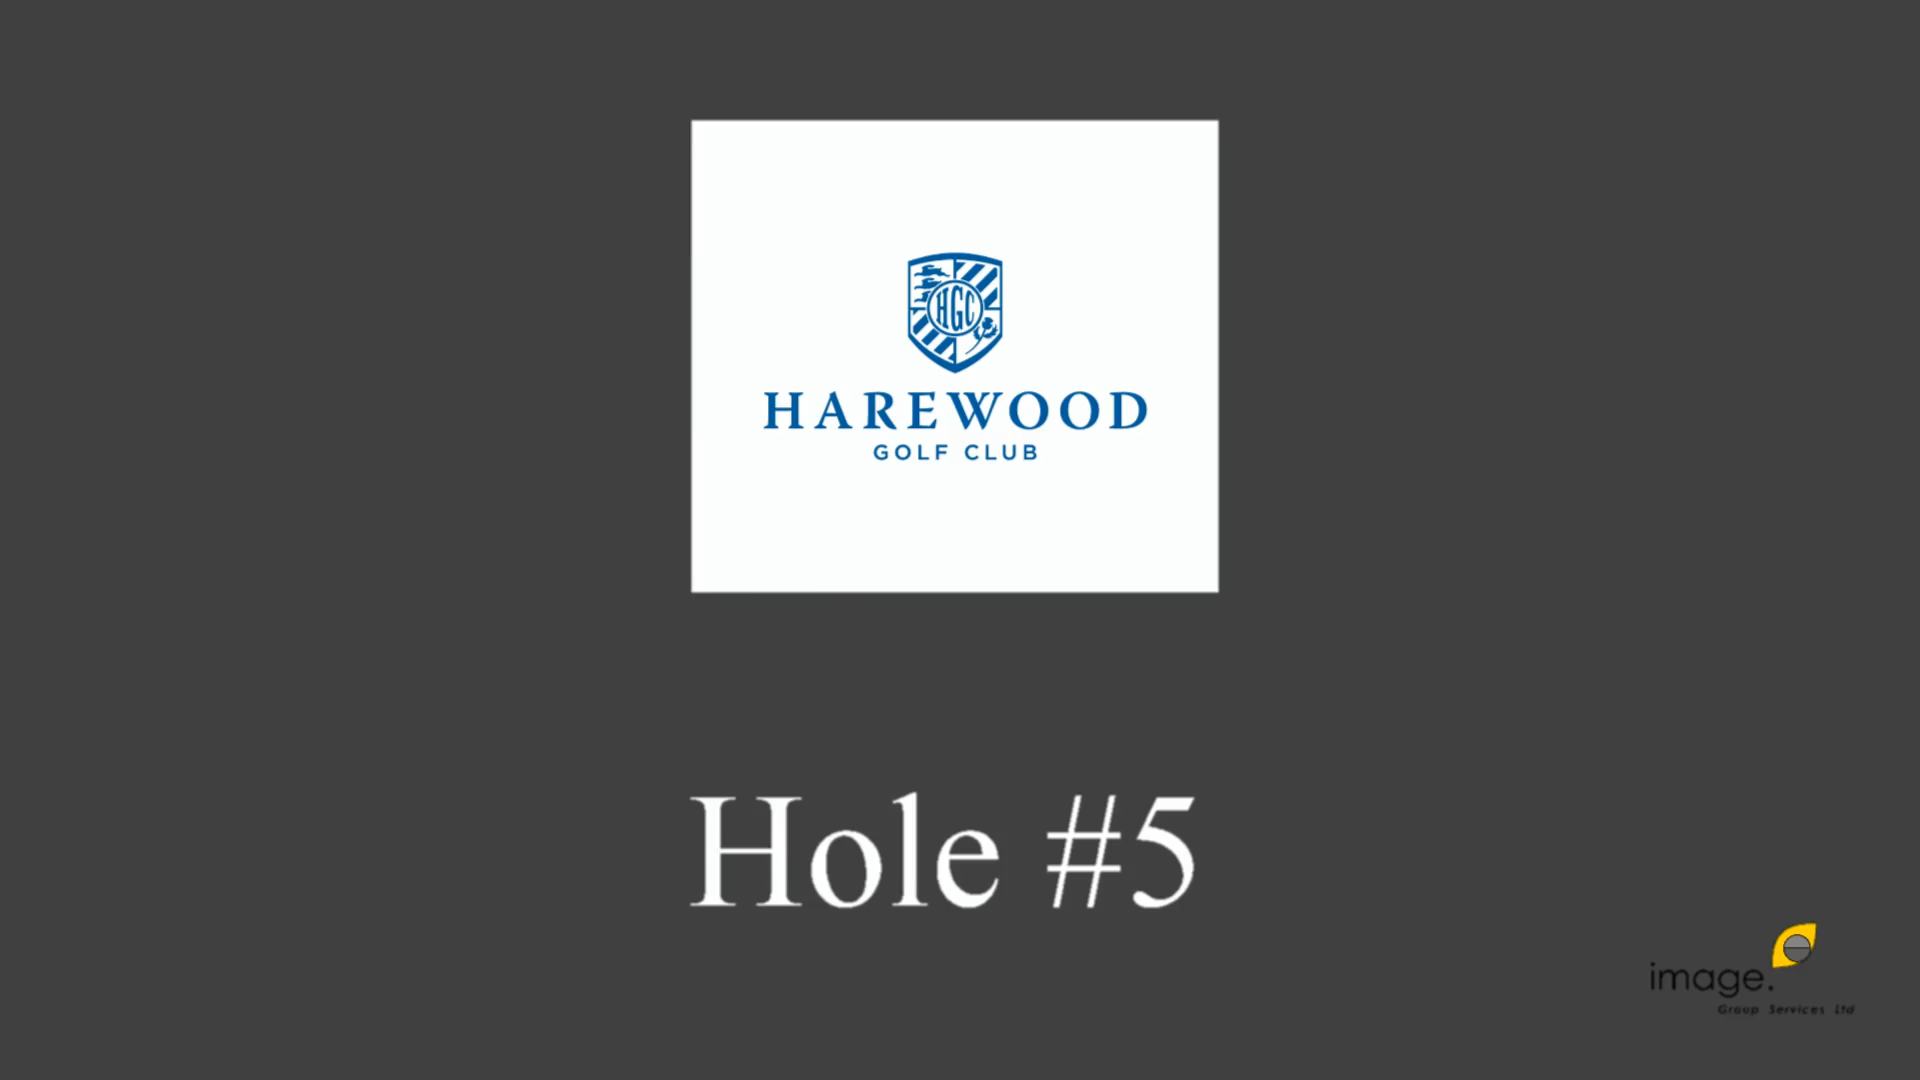 HGC
HAREWOOD
GOLF CLUB
Hole #5
image.
Group Services Ltd